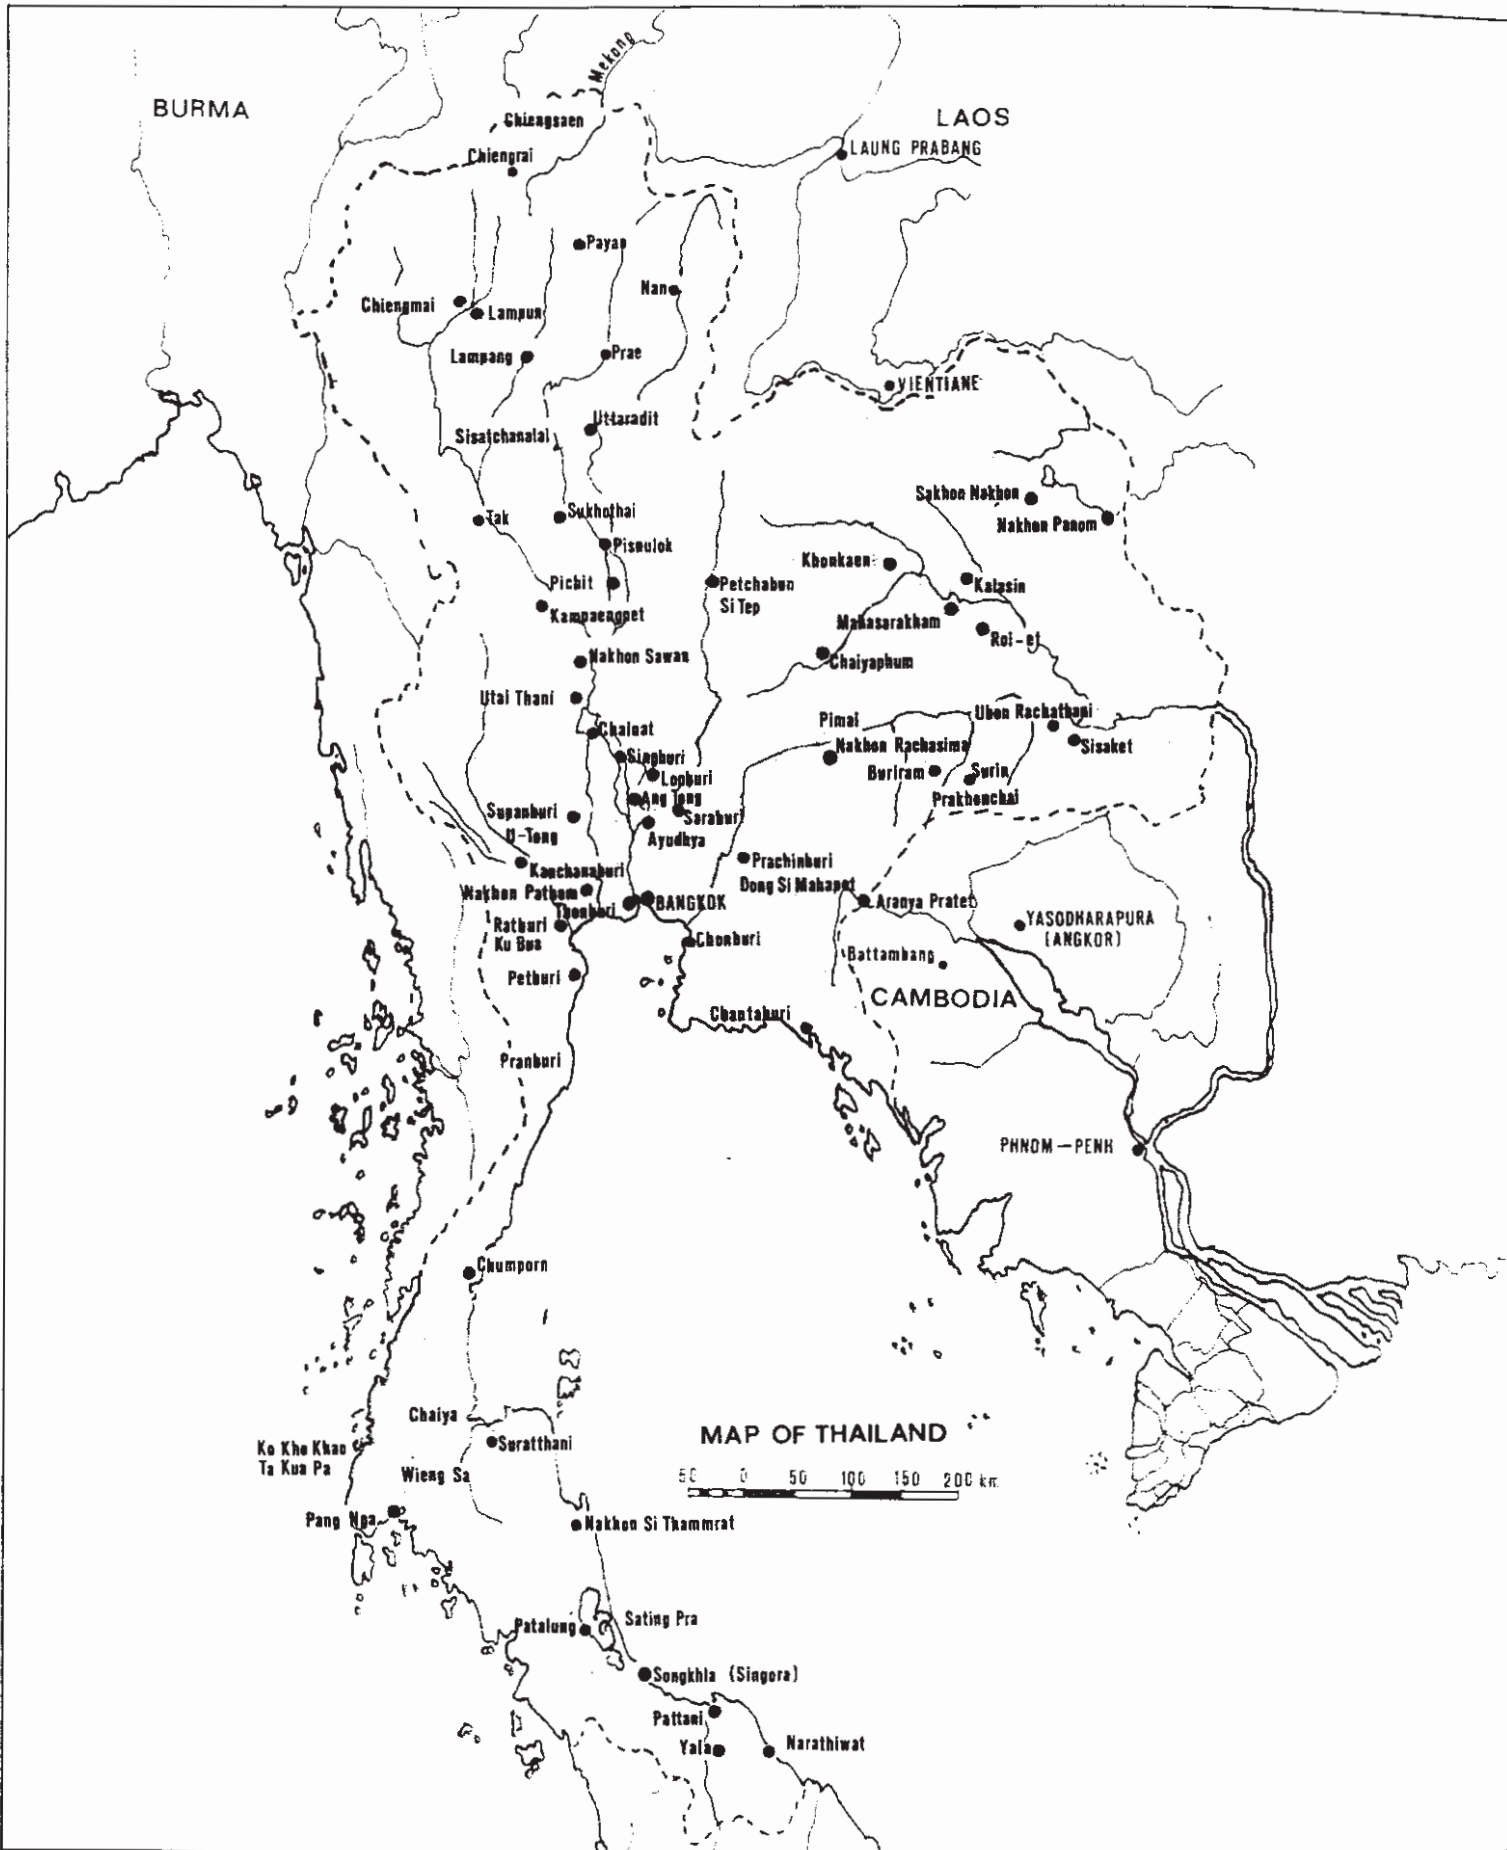 Mekong
BURMA
LAOS
Chiengsaen
LAUNG PRABANG
Chiengrai
Payap
Nan
Chiengmai
Lampun
Lampang
Prae
VIENTIANE
Uttaradit
Sisatchanalai
Sakhon Nakhon
Nakhon Panom
Tak
Sukhothai
Pisnulok
Khonkaen
Pichit
Petchabun
Si Tep
Kalasin
Kampaengpet
Mahasarakham
Roi-et
Nakhon Sawan
Chaiyaphum
Utai Thani
Chainat
Pimai
Ubon Rachathani
Nakhon Rachasima
Sisaket
Singburi
Lopburi
Buriram
Surin
Ang Tong
Prakhonchai
Supanburi
U-Tong
Saraburi
Ayudhya
Kanchanaburi
Prachinburi
Dong Si Mahapot
Nakhon Pathom
Thonburi
BANGKOK
Aranya Pratet
Ratburi
Ku Bua
YASODHARAPURA
(ANGKOR)
Chonburi
Battambang
Petburi
CAMBODIA
Chantaburi
Pranburi
PHNOM-PENH
Chumporn
Chaiya
Suratthani
MAP OF THAILAND
Ko Kho Khao
Ta Kua Pa
Wieng Sa
50 0 50 100 150 200 km
Pang Nga
Nakhon Si Thammrat
Patalung
Sating Pra
Songkhla (Singora)
Pattani
Yala
Narathiwat